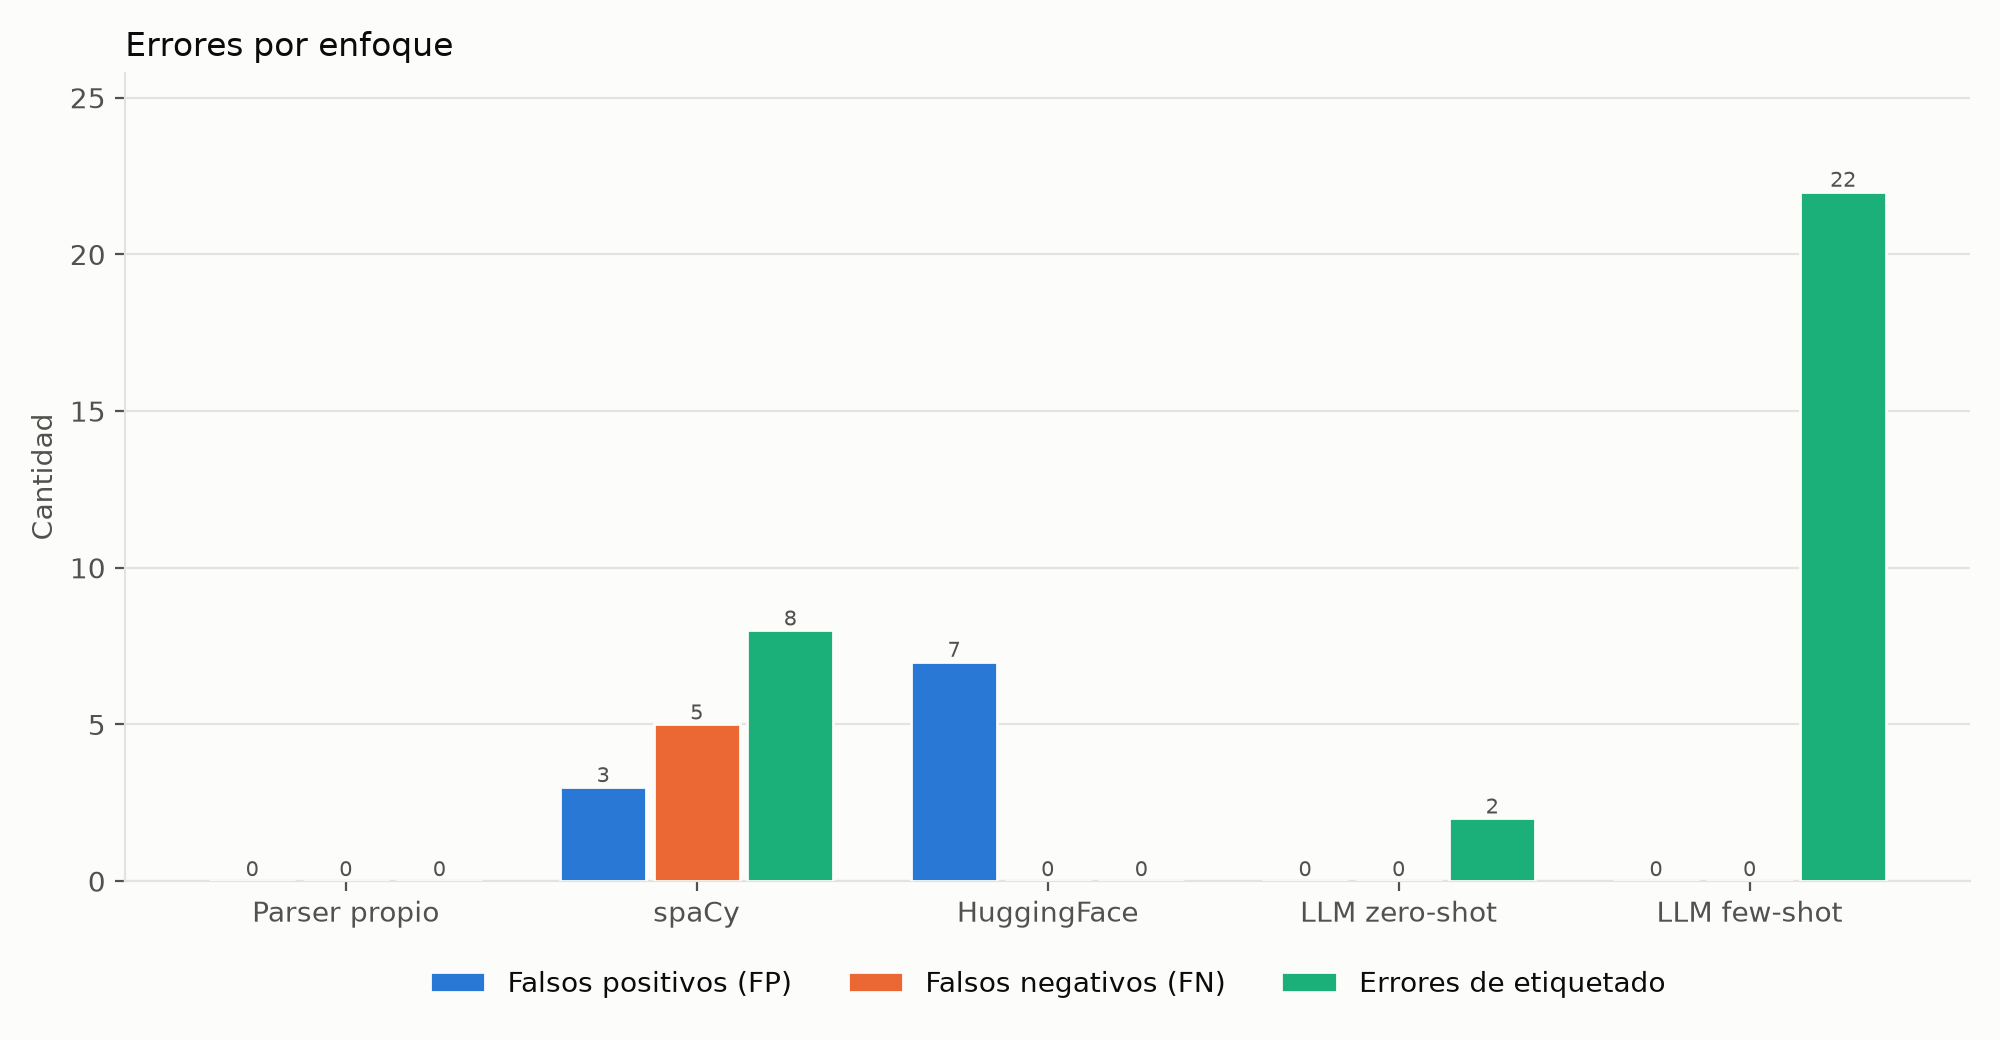 Errores por enfoque
25
20
15
10
5
0
Cantidad
0 0 0
3 5 8
7 0 0
0 0 2
0 0 22
Parser propio spaCy HuggingFace LLM zero-shot LLM few-shot
Falsos positivos (FP) Falsos negativos (FN) Errores de etiquetado